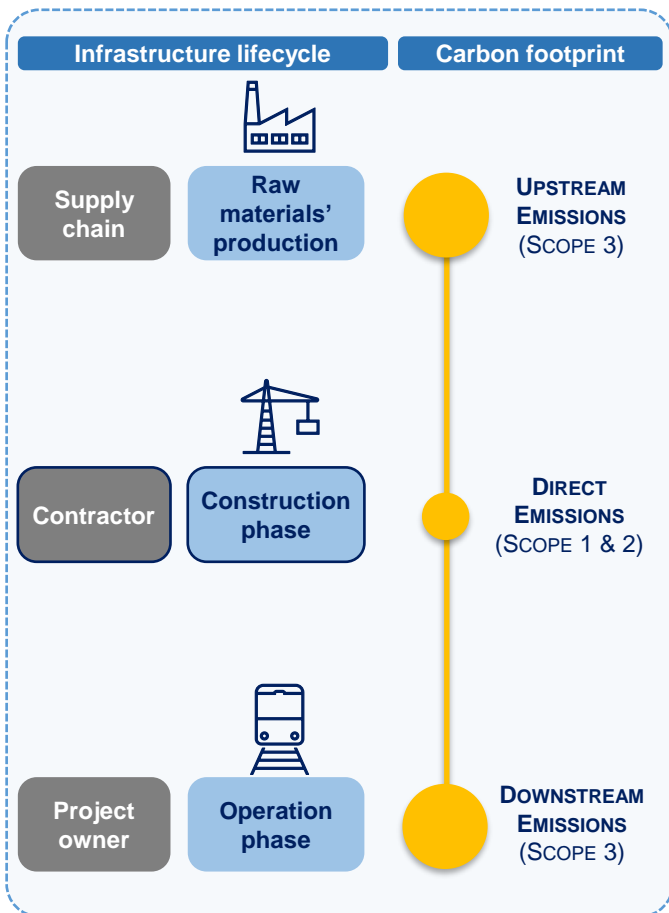 Infrastructure lifecycle
Carbon footprint
Supply
chain
Raw
materials’
production
UPSTREAM
EMISSIONS
(SCOPE 3)
Contractor
Construction
phase
DIRECT
EMISSIONS
(SCOPE 1 & 2)
Project
owner
Operation
phase
DOWNSTREAM
EMISSIONS
(SCOPE 3)